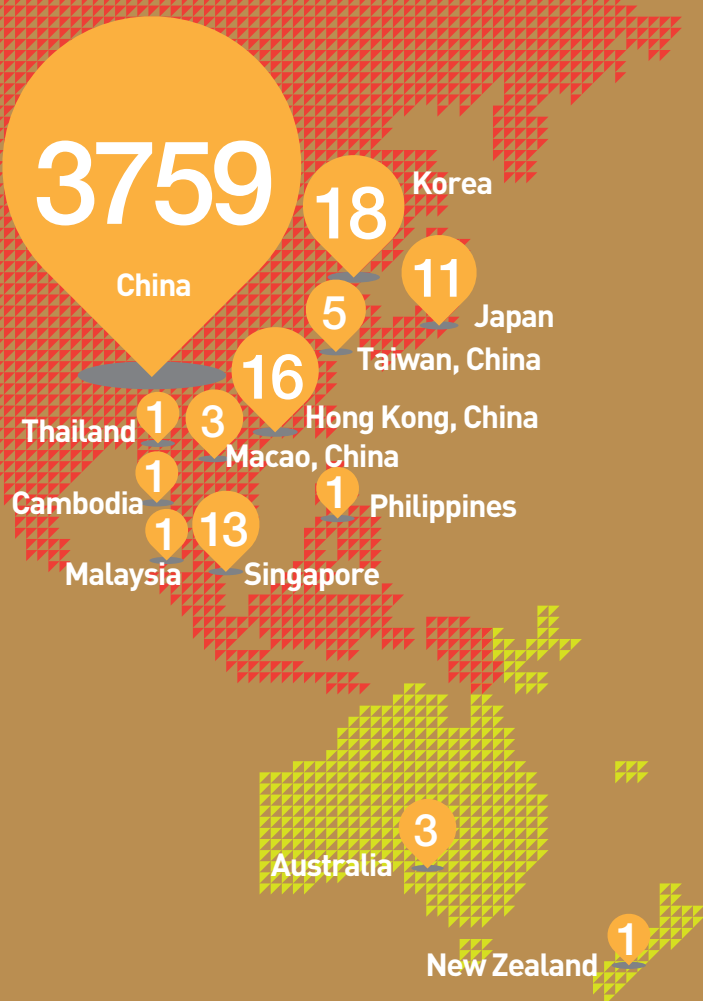 3759
China
18
Korea
11
Japan
5
Taiwan, China
16
Hong Kong, China
1
Thailand
3
Macao, China
1
Cambodia
1
Philippines
1
Malaysia
13
Singapore
3
Australia
1
New Zealand